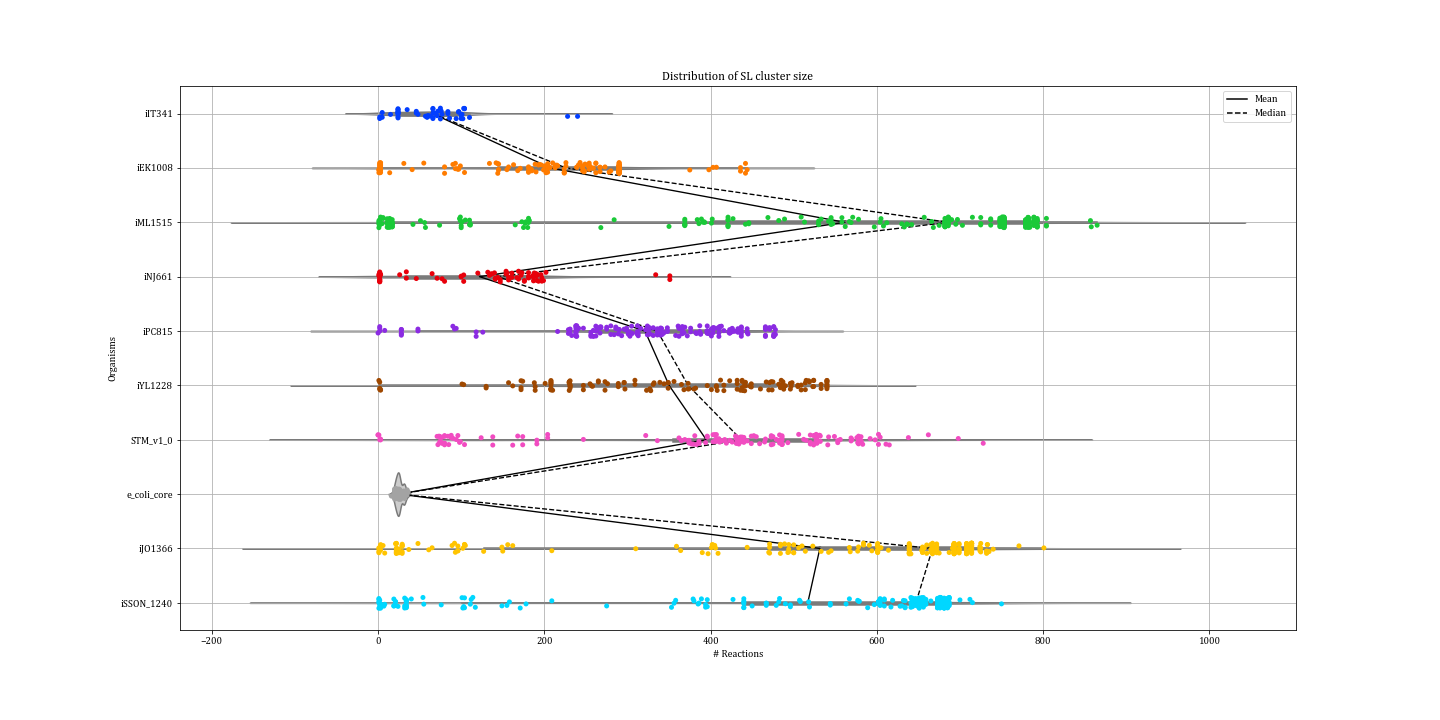 Distribution of SL cluster size
Mean
Median
Organisms
iIT341
iEK1008
iML1515
iNJ661
iPC815
iYL1228
STM_v1_0
e_coli_core
iJO1366
iSSON_1240
−200 0 200 400 600 800 1000
# Reactions